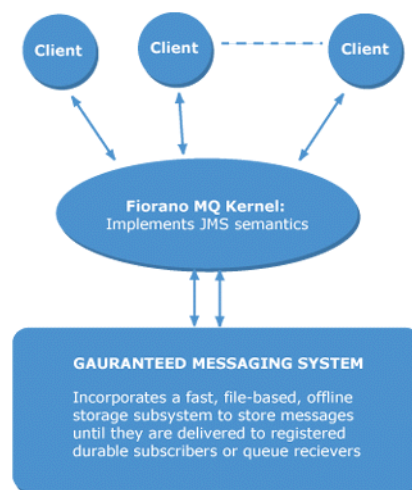 Client
Client
Client
Fiorano MQ Kernel:
Implements JMS semantics
GAURANTEED MESSAGING SYSTEM
Incorporates a fast, file-based, offline
storage subsystem to store messages
until they are delivered to registered
durable subscribers or queue recievers